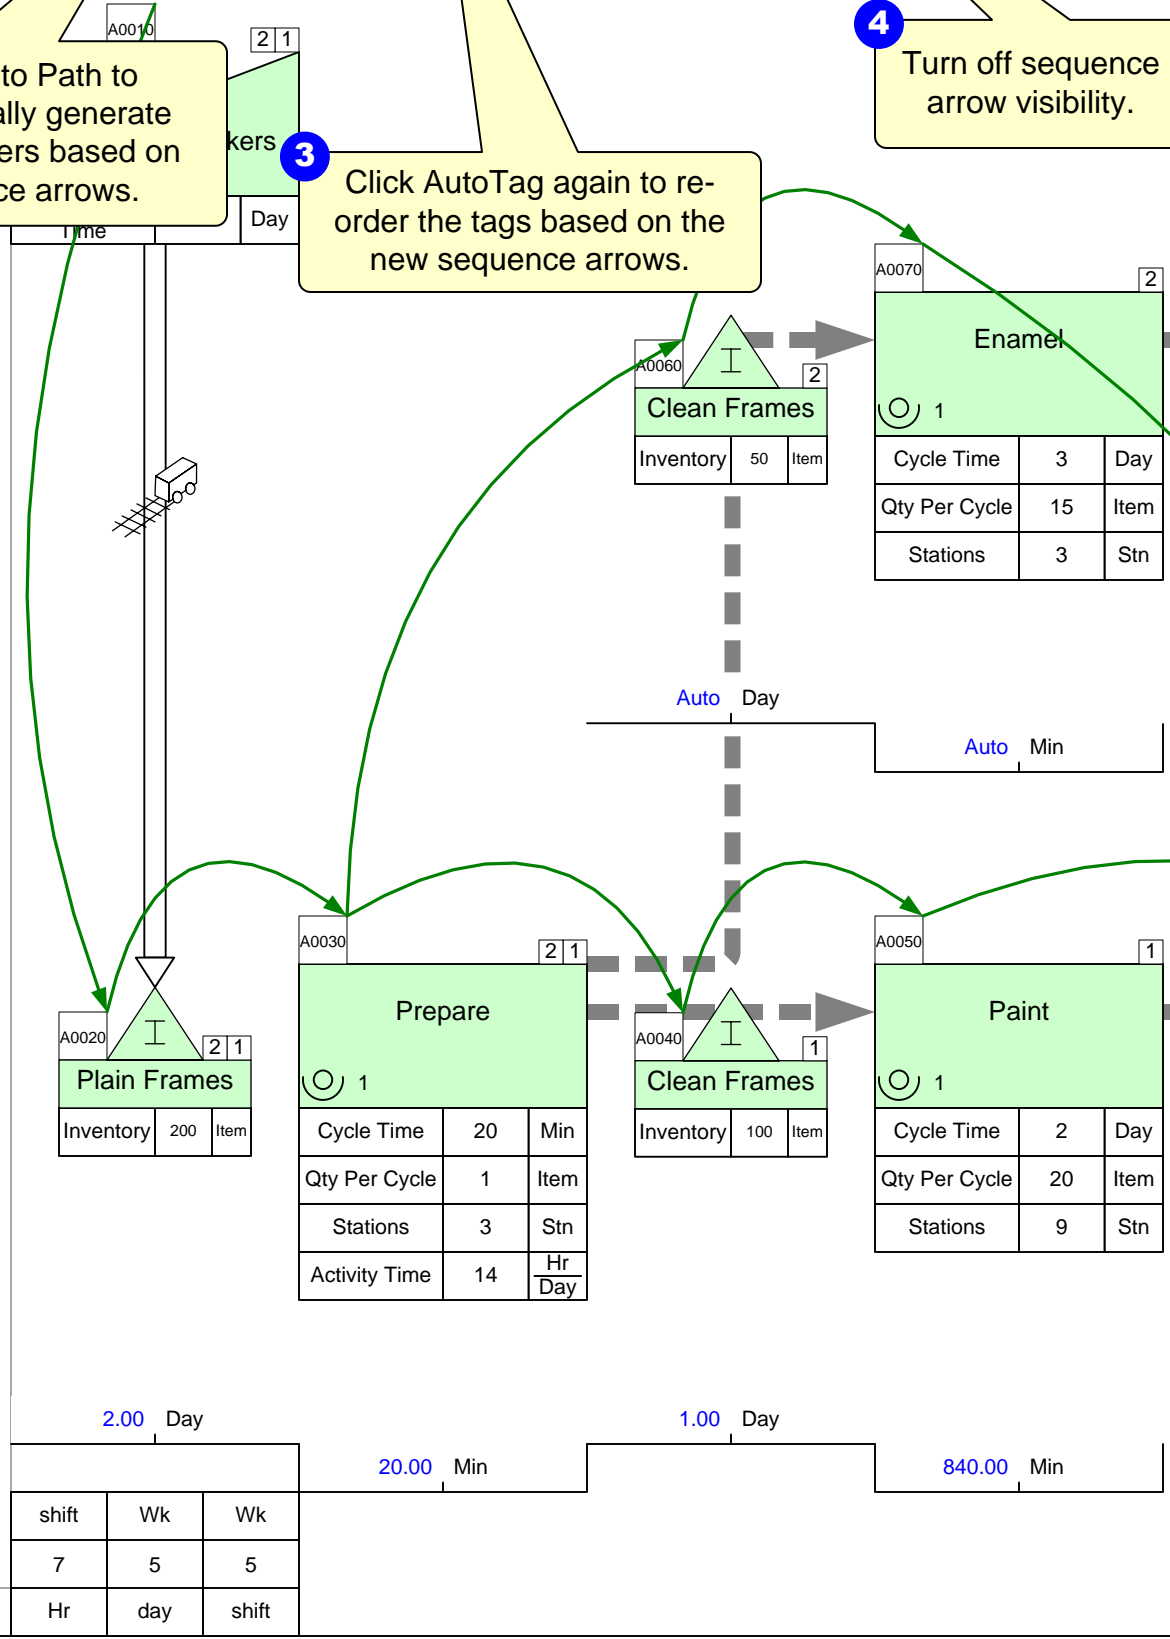 A0010
2 1
4
Turn off sequence
arrow visibility.
to Path to
ally generate
ers based on
ce arrows.
kers
Time
Day
3
Click AutoTag again to re-
order the tags based on the
new sequence arrows.
A0070
2
Enamel
1
Cycle Time 3 Day
Qty Per Cycle 15 Item
Stations 3 Stn
A0060
I
2
Clean Frames
Inventory 50 Item
Auto Day
Auto Min
A0020
I
2 1
Plain Frames
Inventory 200 Item
A0030
2 1
Prepare
1
Cycle Time 20 Min
Qty Per Cycle 1 Item
Stations 3 Stn
Activity Time 14 Hr
Day
A0040
I
1
Clean Frames
Inventory 100 Item
A0050
1
Paint
1
Cycle Time 2 Day
Qty Per Cycle 20 Item
Stations 9 Stn
2.00 Day
20.00 Min
1.00 Day
840.00 Min
shift Wk Wk
7 5 5
Hr day shift